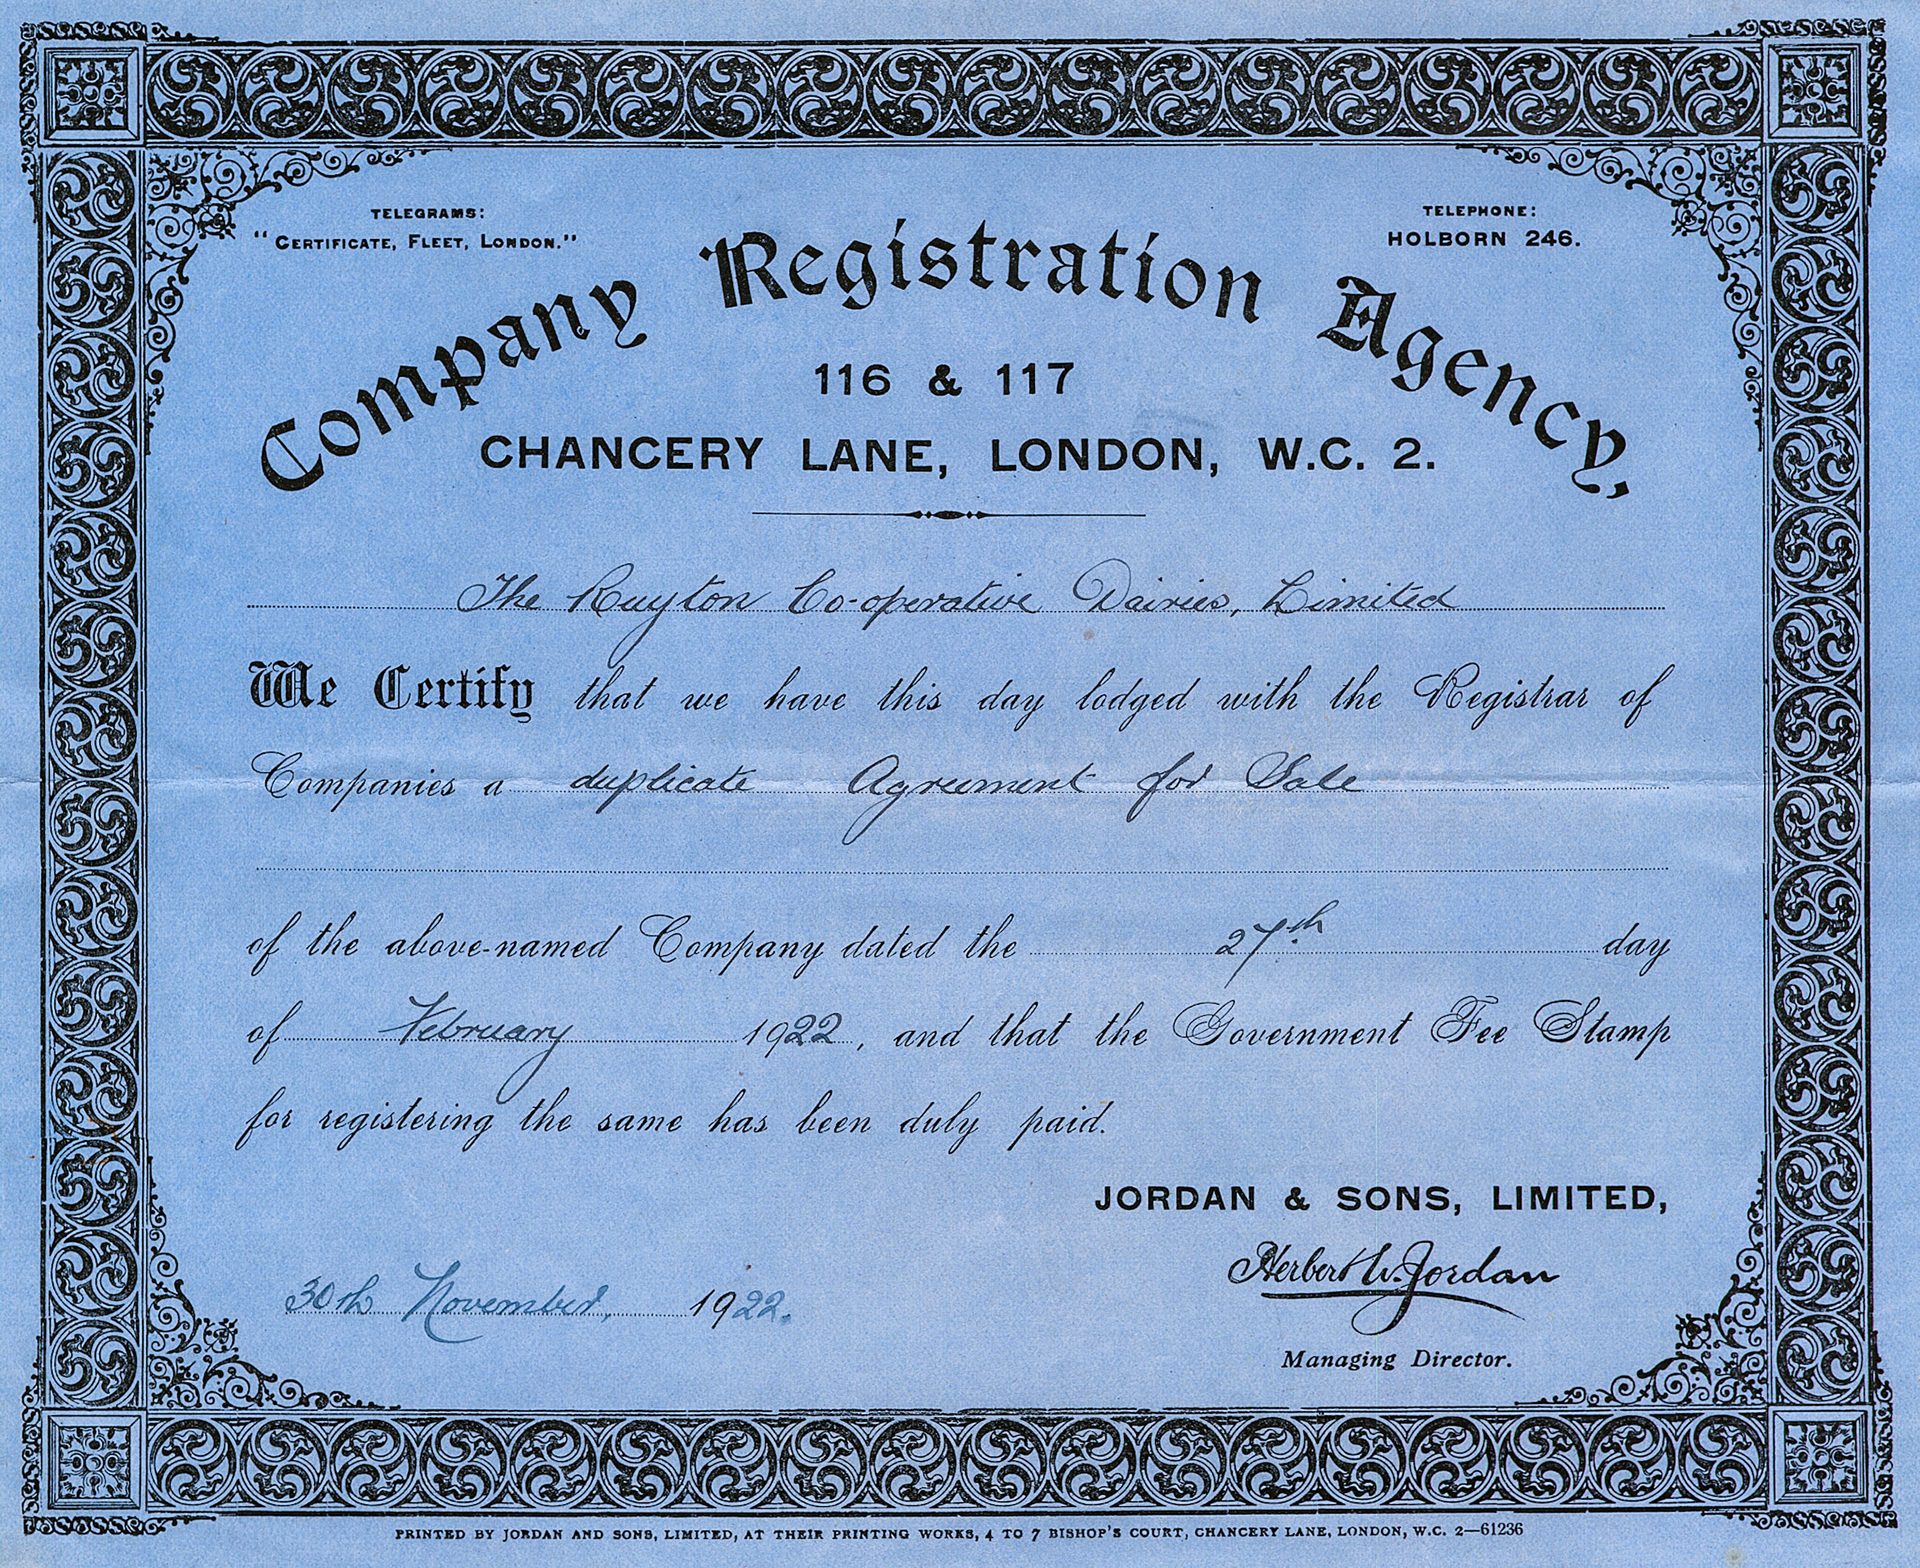 TELEGRAMS:
"CERTIFICATE, FLEET, LONDON."
TELEPHONE:
HOLBORN 246.
Company Registration Agency,
116 & 117
CHANCERY LANE, LONDON, W.C. 2.
The Ruyton Co-operative Dairies, Limited
We Certify that we have this day lodged with the Registrar of
Companies a duplicate Agreement for Sale
of the above-named Company dated the 27th day
of February 1922, and that the Government Fee Stamp
for registering the same has been duly paid.
JORDAN & SONS, LIMITED,
Herbert W. Jordan
30th November, 1922.
Managing Director.
PRINTED BY JORDAN AND SONS, LIMITED, AT THEIR PRINTING WORKS, 4 TO 7 BISHOP'S COURT, CHANCERY LANE, LONDON, W.C. 2—61236